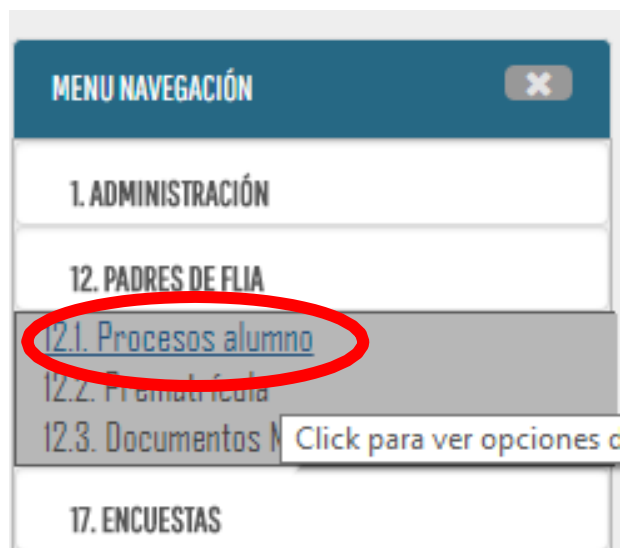 MENU NAVEGACIÓN
1. ADMINISTRACIÓN
12. PADRES DE FLIA
12.1. Procesos alumno
12.2. Prematrícula
12.3. Documentos
Click para ver opciones
17. ENCUESTAS